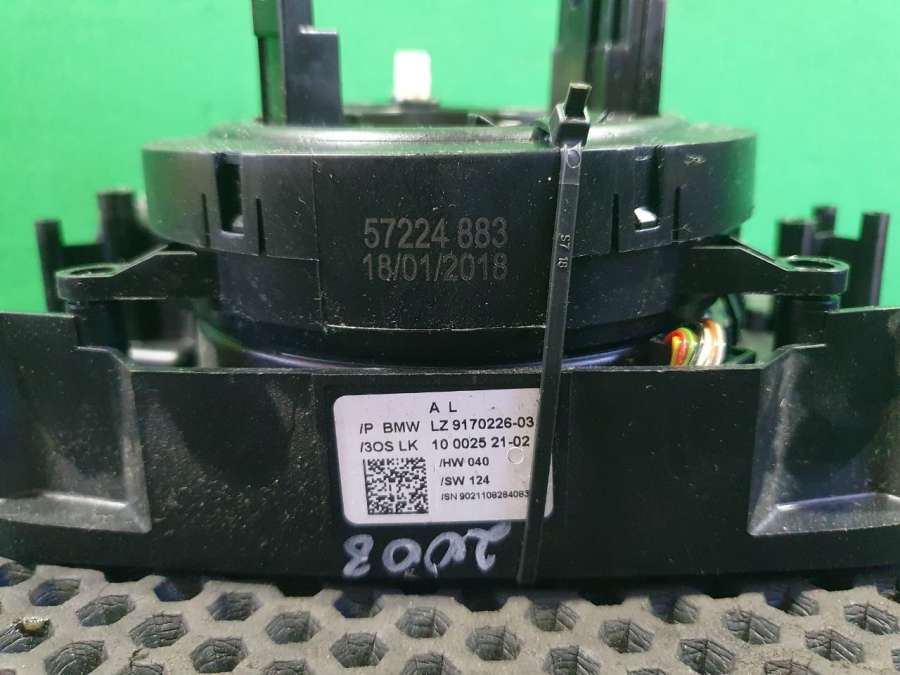 57224 883
18/01/2018
A L
/P BMW LZ 9170226-03
/3OS LK 10 0025 21-02
/HW 040
/SW 124
/SN 9021108284083
2008